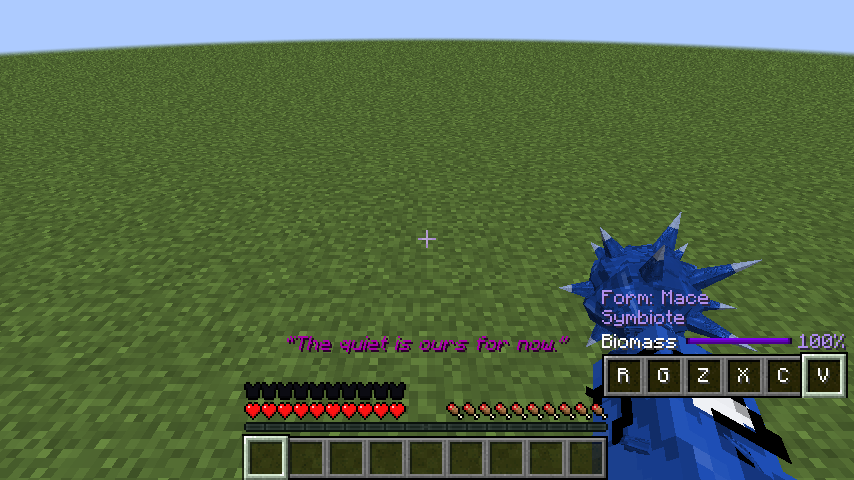 Form: Mace
Symbiote
"The quiet is ours for now."
Biomass 100%
R G Z X C V